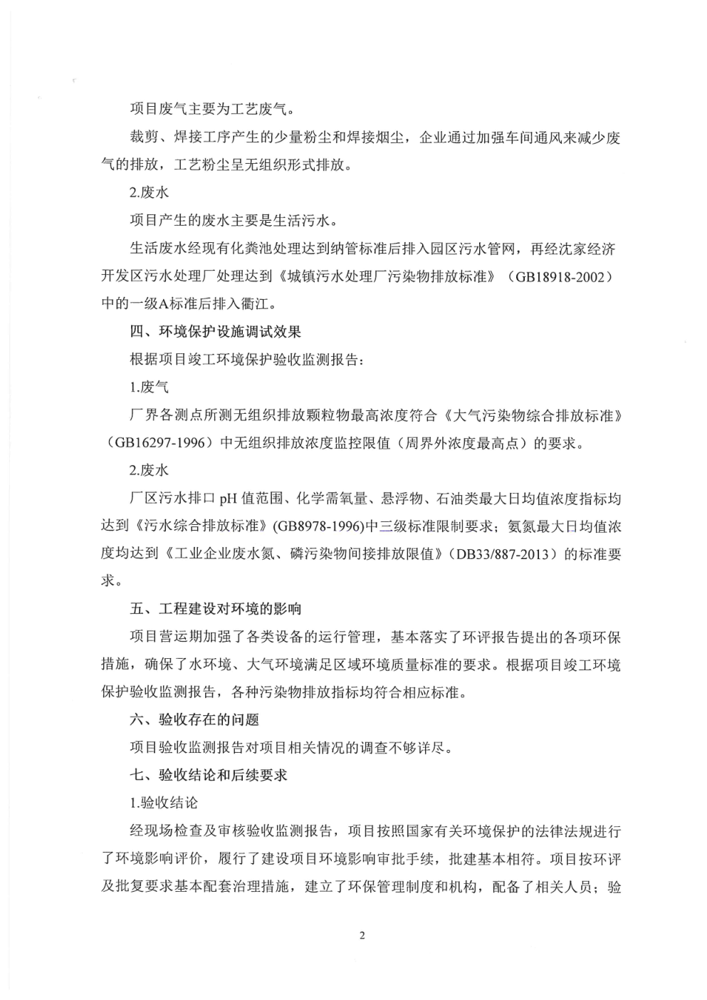 项目废气主要为工艺废气。
裁剪、焊接工序产生的少量粉尘和焊接烟尘，企业通过加强车间通风来减少废
气的排放，工艺粉尘呈无组织形式排放。
2.废水
项目产生的废水主要是生活污水。
生活废水经现有化粪池处理达到纳管标准后排入园区污水管网，再经沈家经济
开发区污水处理厂处理达到《城镇污水处理厂污染物排放标准》（GB18918-2002）
中的一级A标准后排入衢江。
四、环境保护设施调试效果
根据项目竣工环境保护验收监测报告：
1.废气
厂界各测点所测无组织排放颗粒物最高浓度符合《大气污染物综合排放标准》
（GB16297-1996）中无组织排放浓度监控限值（周界外浓度最高点）的要求。
2.废水
厂区污水排口 pH 值范围、化学需氧量、悬浮物、石油类最大日均值浓度指标均
达到《污水综合排放标准》(GB8978-1996)中三级标准限制要求；氨氮最大日均值浓
度均达到《工业企业废水氮、磷污染物间接排放限值》（DB33/887-2013）的标准要
求。
五、工程建设对环境的影响
项目营运期加强了各类设备的运行管理，基本落实了环评报告提出的各项环保
措施，确保了水环境、大气环境满足区域环境质量标准的要求。根据项目竣工环境
保护验收监测报告，各种污染物排放指标均符合相应标准。
六、验收存在的问题
项目验收监测报告对项目相关情况的调查不够详尽。
七、验收结论和后续要求
1.验收结论
经现场检查及审核验收监测报告，项目按照国家有关环境保护的法律法规进行
了环境影响评价，履行了建设项目环境影响审批手续，批建基本相符。项目按环评
及批复要求基本配套治理措施，建立了环保管理制度和机构，配备了相关人员；验
2